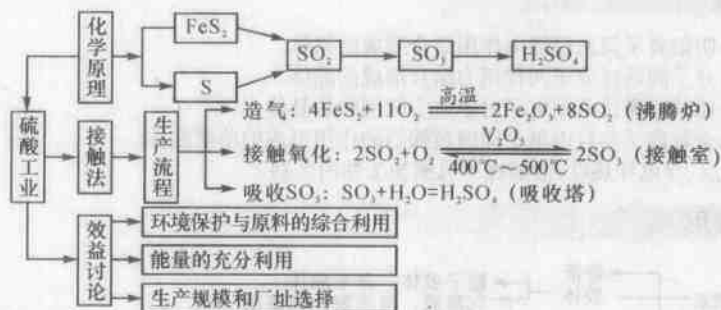 化学原理
FeS₂
S
SO₂
SO₃
H₂SO₄
硫酸工业
接触法
生产流程
造气: 4FeS₂+11O₂ 高温 2Fe₂O₃+8SO₂ (沸腾炉)
接触氧化: 2SO₂+O₂ V₂O₅ 400℃—500℃ 2SO₃ (接触室)
吸收SO₃: SO₃+H₂O=H₂SO₄ (吸收塔)
效益讨论
环境保护与原料的综合利用
能量的充分利用
生产规模和厂址选择